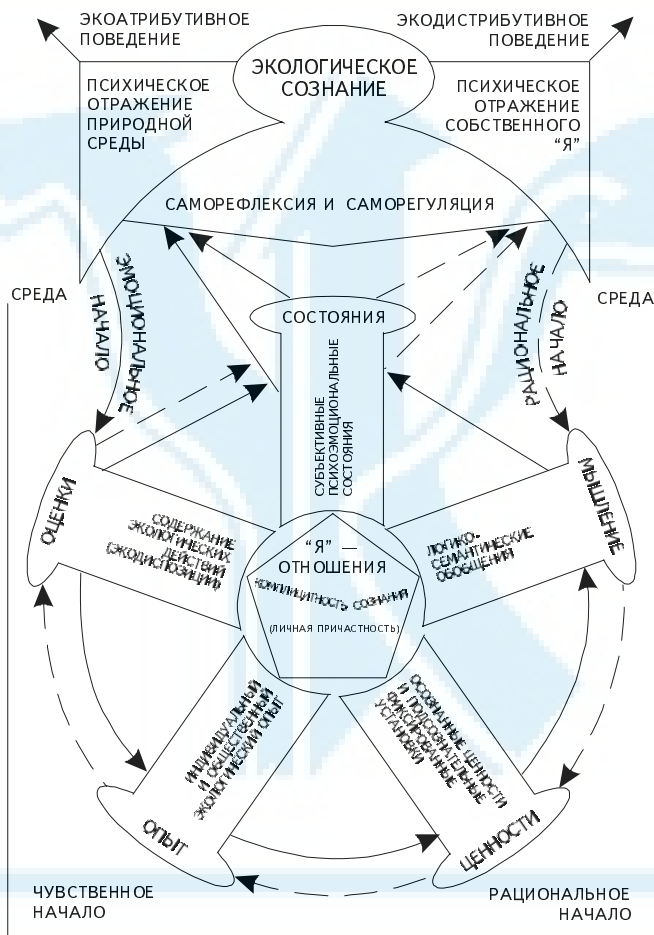 ЭКОАТРИБУТИВНОЕ
ПОВЕДЕНИЕ
ЭКОДИСТРИБУТИВНОЕ
ПОВЕДЕНИЕ
ЭКОЛОГИЧЕСКОЕ
СОЗНАНИЕ
ПСИХИЧЕСКОЕ
ОТРАЖЕНИЕ
ПРИРОДНОЙ
СРЕДЫ
ПСИХИЧЕСКОЕ
ОТРАЖЕНИЕ
СОБСТВЕННОГО
“Я”
САМОРЕФЛЕКСИЯ И САМОРЕГУЛЯЦИЯ
СРЕДА
СРЕДА
ЭМОЦИОНАЛЬНОЕ
НАЧАЛО
РАЦИОНАЛЬНОЕ
НАЧАЛО
СОСТОЯНИЯ
СУБЪЕКТИВНЫЕ
ПСИХОЭМОЦИОНАЛЬНЫЕ
СОСТОЯНИЯ
ОЦЕНКИ
СОДЕРЖАНИЕ
ЭКОЛОГИЧЕСКИХ
ДЕЙСТВИЙ
(ЭКОДИСПОЗИЦИИ)
МЫШЛЕНИЕ
ЛОГИКО-
СЕМАНТИЧЕСКИЕ
ОБОБЩЕНИЯ
“Я” —
ОТНОШЕНИЯ
КОМПЛИЦИТНОСТЬ СОЗНАНИЯ
(ЛИЧНАЯ ПРИЧАСТНОСТЬ)
ИНДИВИДУАЛЬНЫЙ
И ОБЩЕСТВЕННЫЙ
ЭКОЛОГИЧЕСКИЙ ОПЫТ
ОПЫТ
ОСОЗНАННЫЕ ЦЕННОСТИ
И ПОДСОЗНАТЕЛЬНЫЕ
ФИКСИРОВАННЫЕ
УСТАНОВКИ
ЦЕННОСТИ
ЧУВСТВЕННОЕ
НАЧАЛО
РАЦИОНАЛЬНОЕ
НАЧАЛО